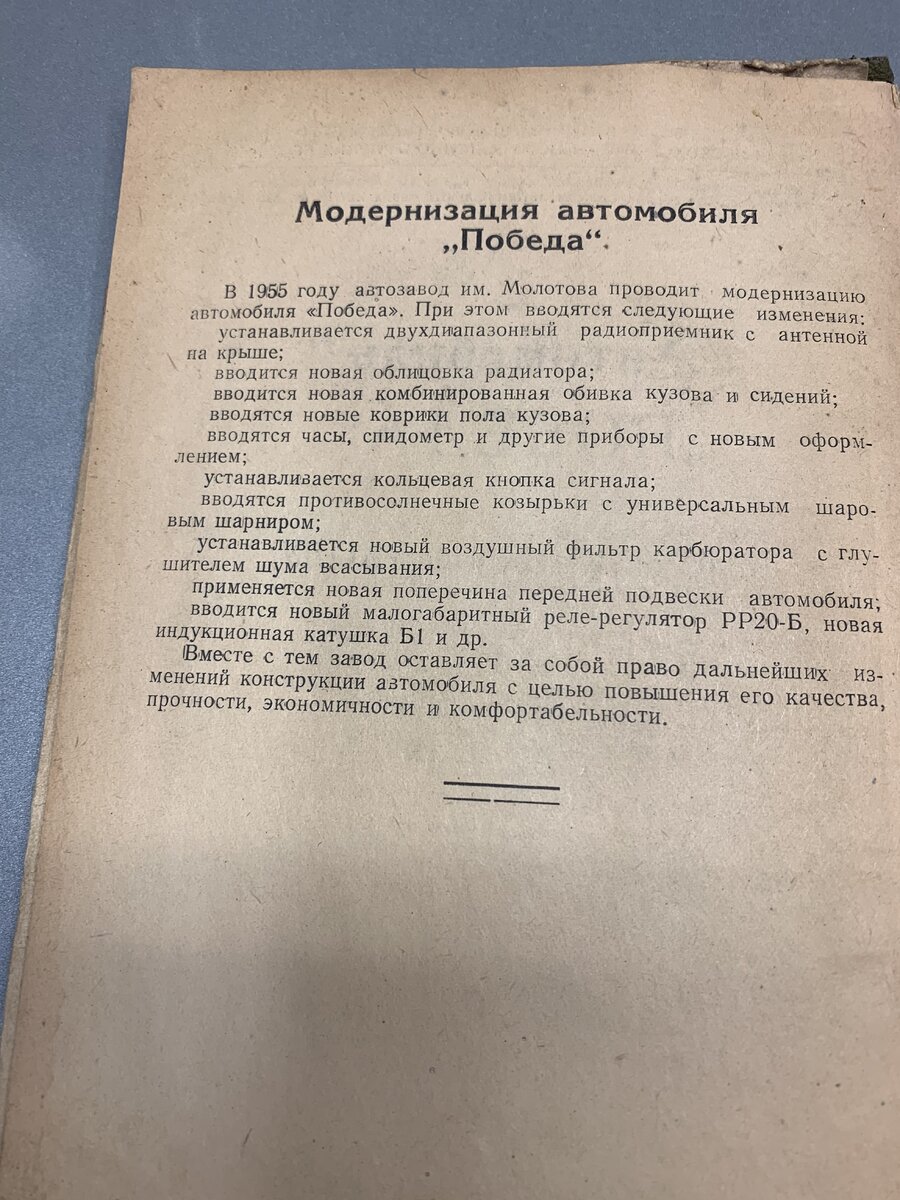 Модернизация автомобиля
„Победа“.
В 1955 году автозавод им. Молотова проводит модернизацию
автомобиля «Победа». При этом вводятся следующие изменения:
устанавливается двухдиапазонный радиоприемник с антенной
на крыше;
вводится новая облицовка радиатора;
вводится новая комбинированная обивка кузова и сидений;
вводятся новые коврики пола кузова;
вводятся часы, спидометр и другие приборы с новым оформ-
лением;
устанавливается кольцевая кнопка сигнала;
вводятся противосолнечные козырьки с универсальным шаро-
вым шарниром;
устанавливается новый воздушный фильтр карбюратора с глу-
шителем шума всасывания;
применяется новая поперечина передней подвески автомобиля;
вводится новый малогабаритный реле-регулятор РР20-Б, новая
индукционная катушка Б1 и др.
Вместе с тем завод оставляет за собой право дальнейших из-
менений конструкции автомобиля с целью повышения его качества,
прочности, экономичности и комфортабельности.